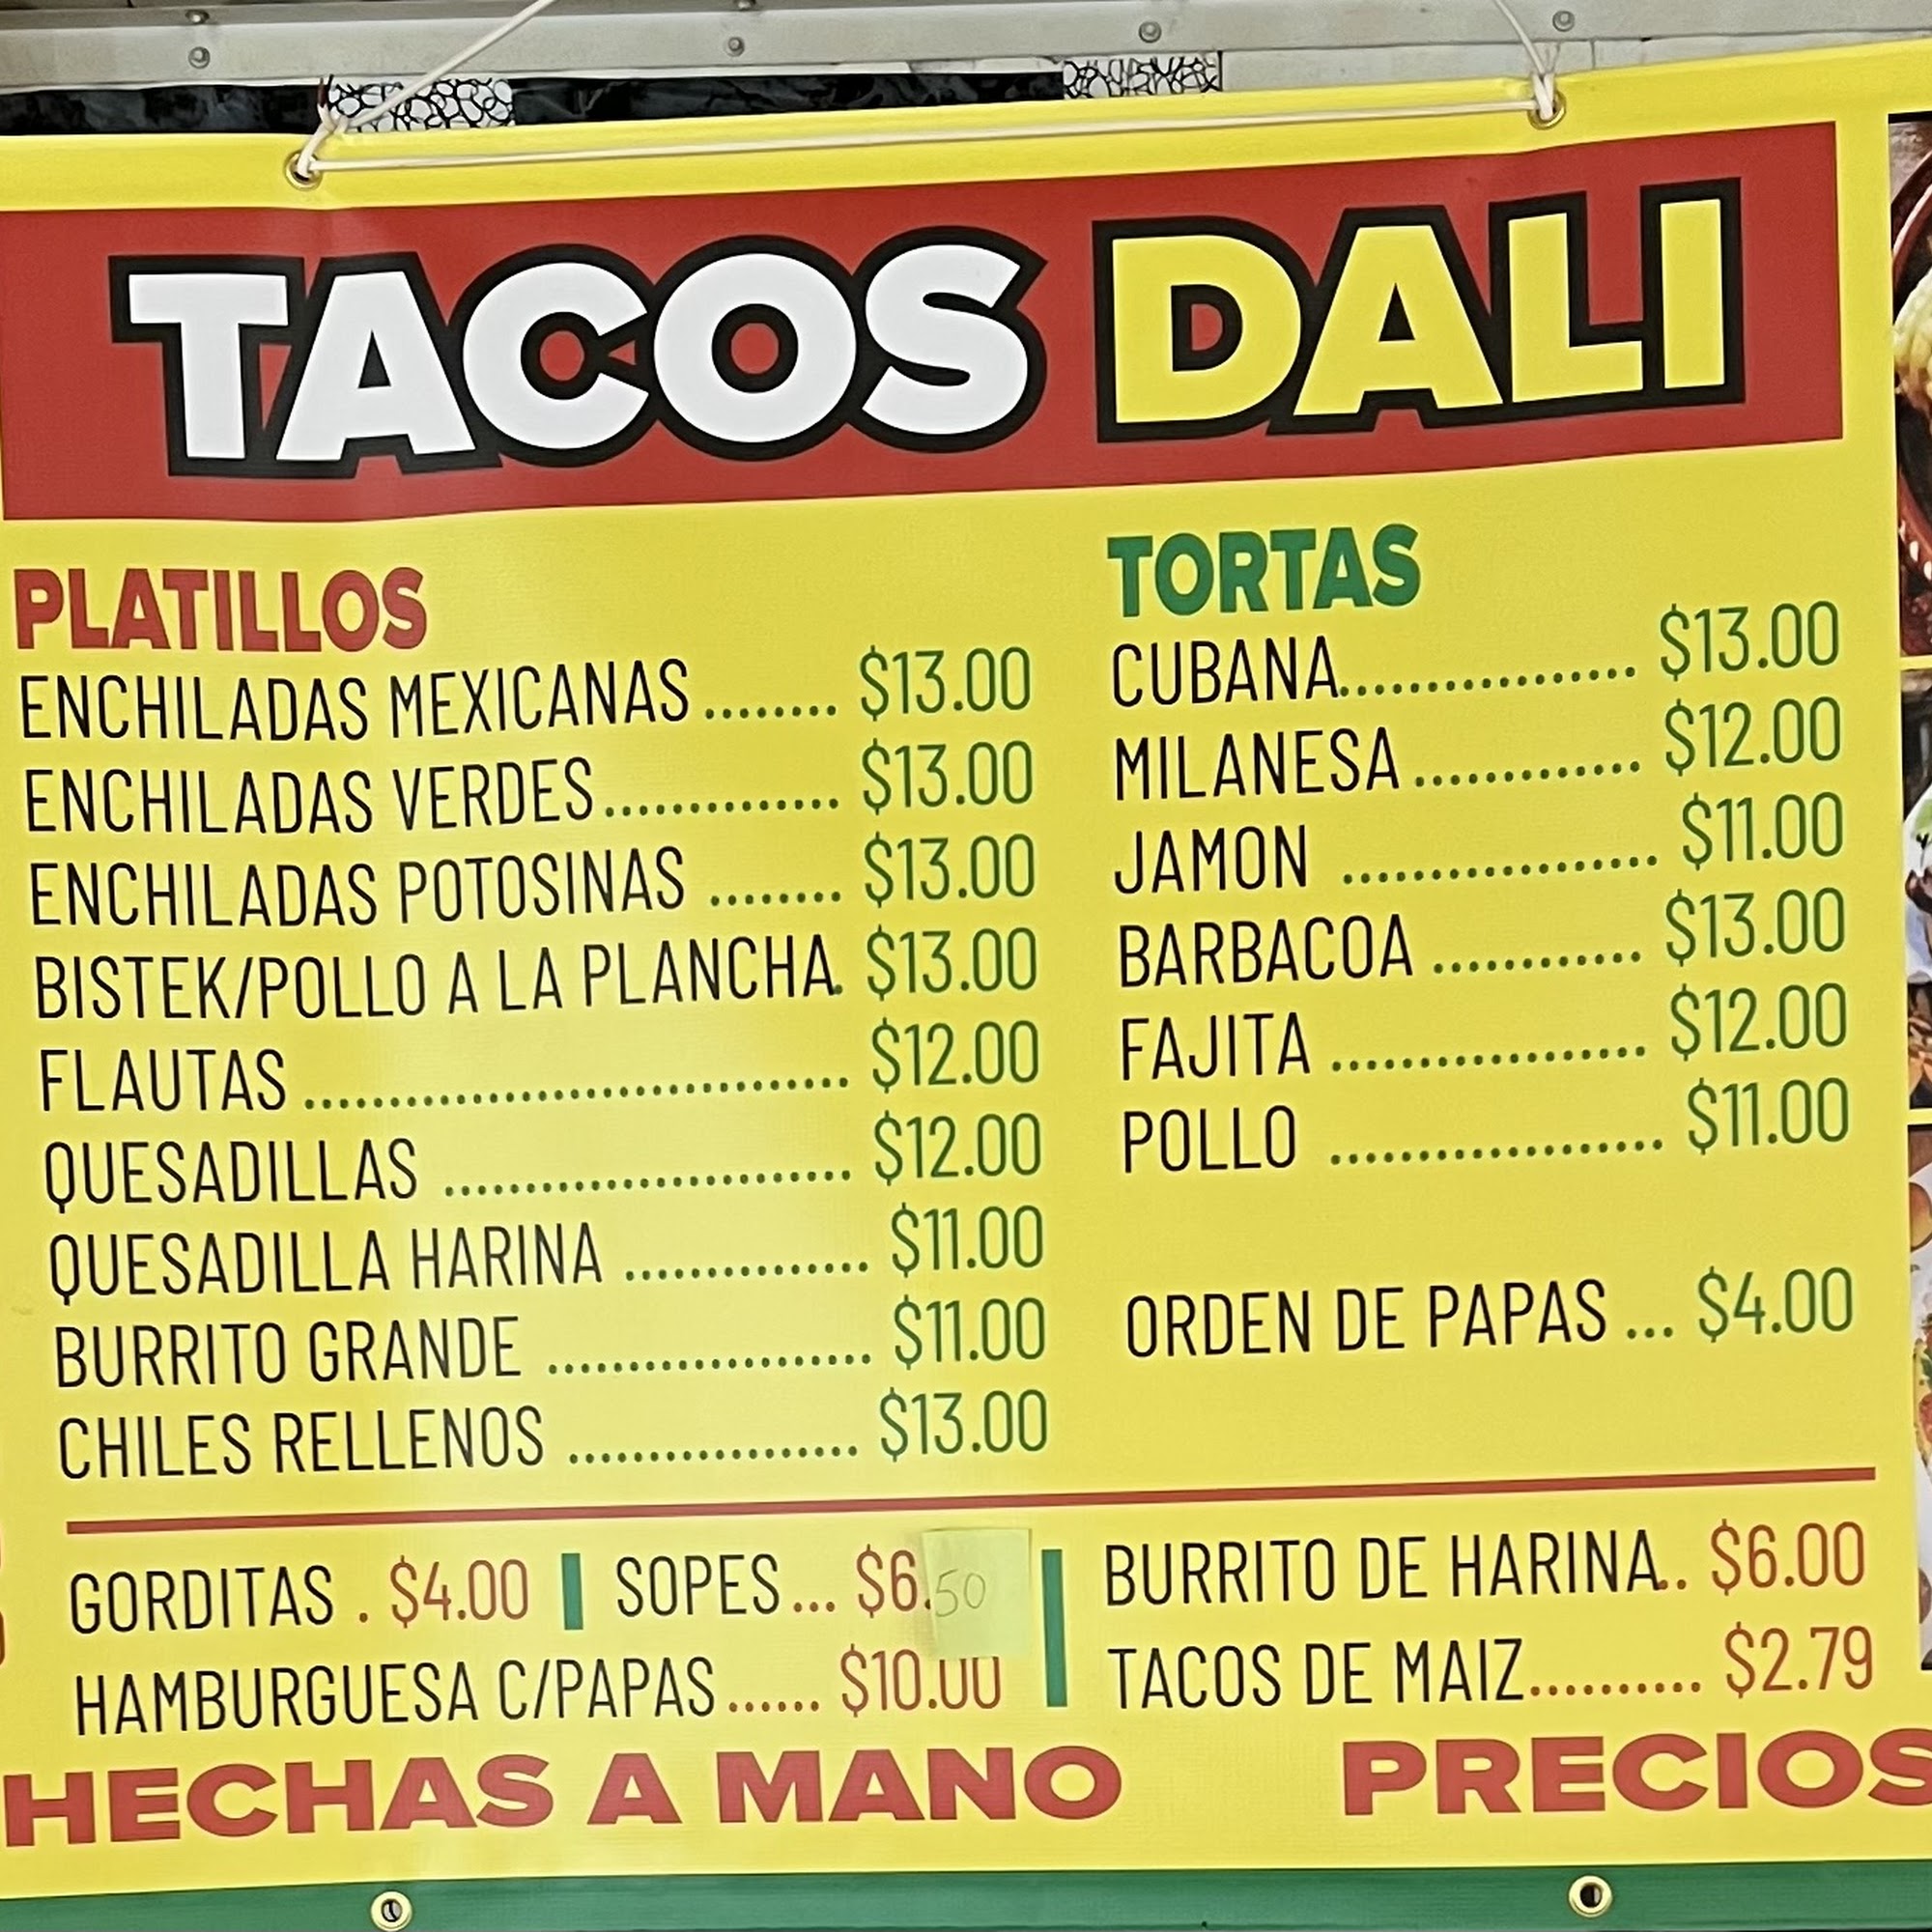 TACOS DALI
PLATILLOS
ENCHILADAS MEXICANAS........ $13.00
ENCHILADAS VERDES.............. $13.00
ENCHILADAS POTOSINAS ........ $13.00
BISTEK/POLLO A LA PLANCHA. $13.00
FLAUTAS ................................. $12.00
QUESADILLAS ......................... $12.00
QUESADILLA HARINA ............... $11.00
BURRITO GRANDE .................... $11.00
CHILES RELLENOS .................. $13.00
TORTAS
CUBANA................. $13.00
MILANESA ............. $12.00
JAMON .................. $11.00
BARBACOA ............ $13.00
FAJITA .................. $12.00
POLLO ................... $11.00
ORDEN DE PAPAS ... $4.00
GORDITAS . $4.00 | SOPES ... $6.50
HAMBURGUESA C/PAPAS ...... $10.00
BURRITO DE HARINA.. $6.00
TACOS DE MAIZ.......... $2.79
HECHAS A MANO PRECIOS